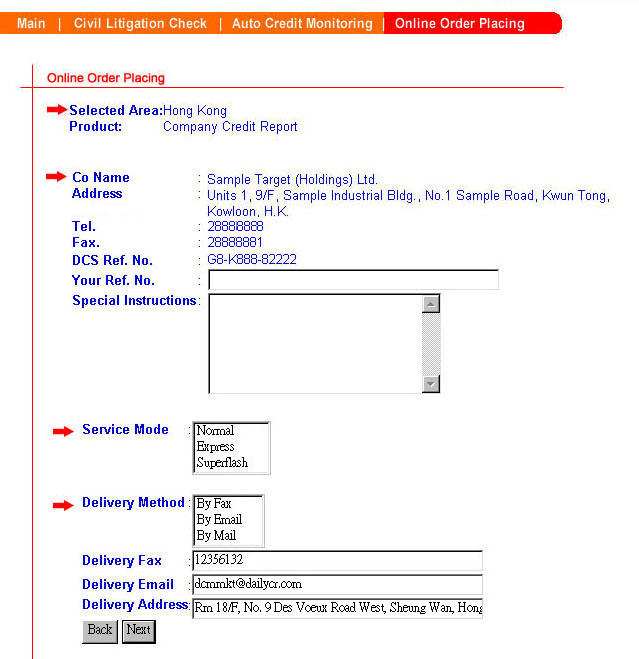 Main | Civil Litigation Check | Auto Credit Monitoring | Online Order Placing
Online Order Placing
Selected Area:Hong Kong
Product: Company Credit Report
Co Name : Sample Target (Holdings) Ltd.
Address : Units 1, 9/F, Sample Industrial Bldg., No.1 Sample Road, Kwun Tong,
Kowloon, H.K.
Tel. : 28888888
Fax. : 28888881
DCS Ref. No. : G8-K888-82222
Your Ref. No. :
Special Instructions :
Service Mode : Normal
Express
Superflash
Delivery Method : By Fax
By Email
By Mail
Delivery Fax : 12356132
Delivery Email : dcmmkt@dailycr.com
Delivery Address: Rm 18/F, No. 9 Des Voeux Road West, Sheung Wan, Hong
Back Next